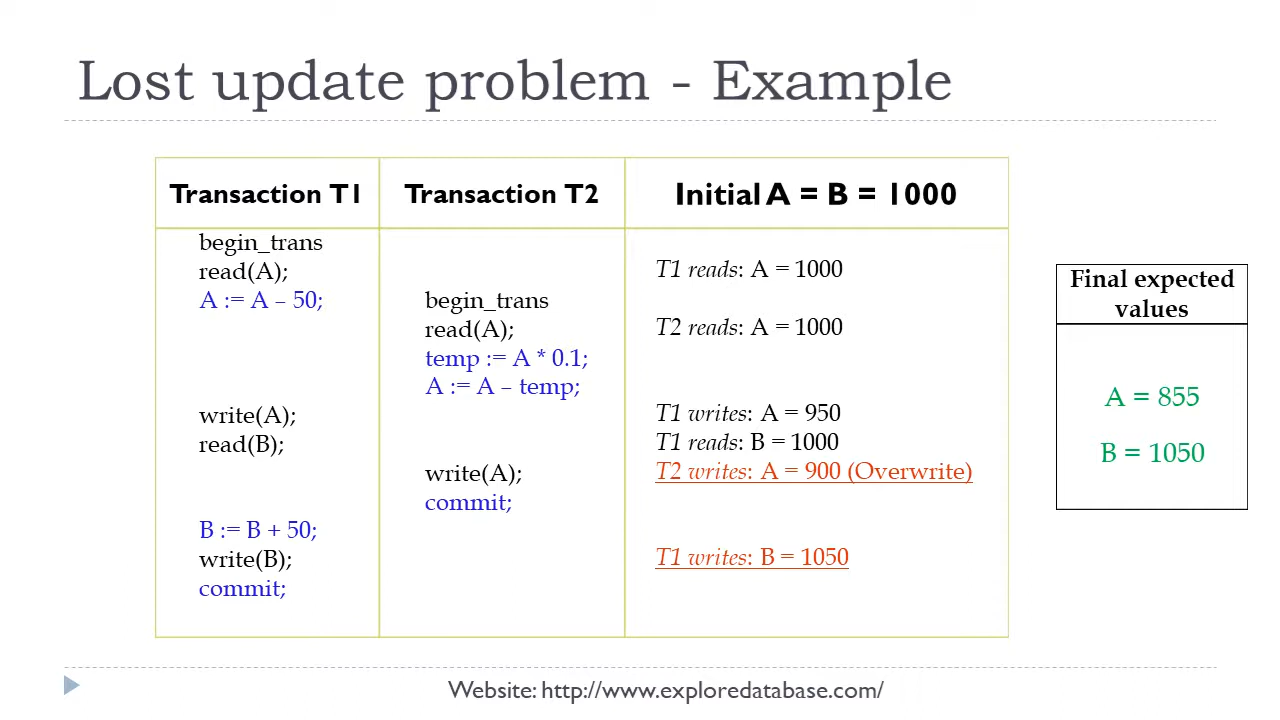 Lost update problem - Example
Transaction T1
Transaction T2
Initial A = B = 1000
begin_trans
read(A);
A := A – 50;
write(A);
read(B);
B := B + 50;
write(B);
commit;
begin_trans
read(A);
temp := A * 0.1;
A := A – temp;
write(A);
commit;
T1 reads: A = 1000
T2 reads: A = 1000
T1 writes: A = 950
T1 reads: B = 1000
T2 writes: A = 900 (Overwrite)
T1 writes: B = 1050
Final expected
values
A = 855
B = 1050
Website: http://www.exploredatabase.com/